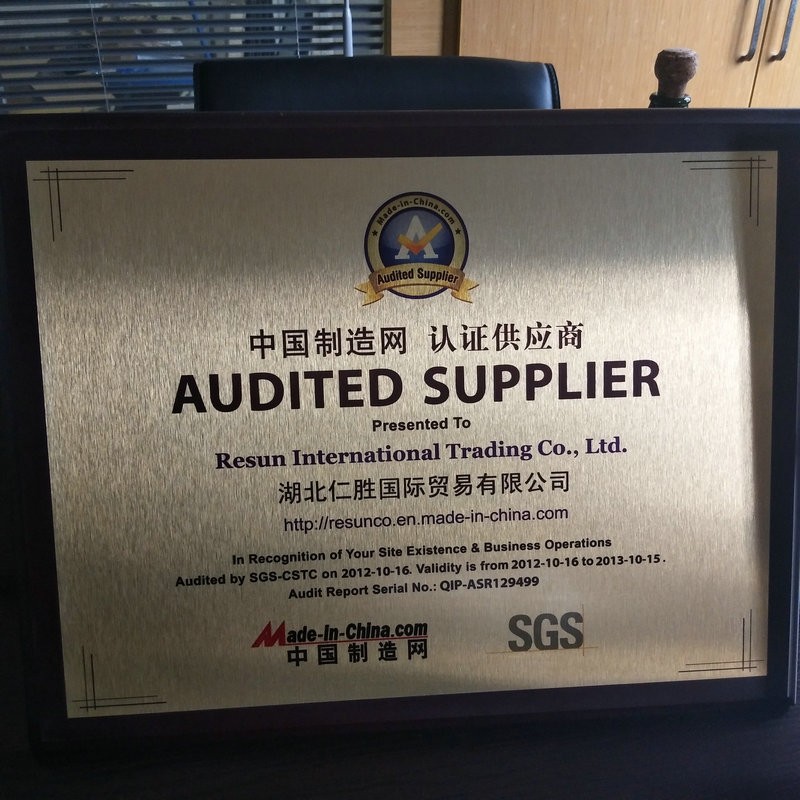 Made-in-China.com
A
Audited Supplier
中国制造网 认证供应商
AUDITED SUPPLIER
Presented To
Resun International Trading Co., Ltd.
湖北仁胜国际贸易有限公司
http://resunco.en.made-in-china.com
In Recognition of Your Site Existence & Business Operations
Audited by SGS-CSTC on 2012-10-16. Validity is from 2012-10-16 to 2013-10-15.
Audit Report Serial No.: QIP-ASR129499
Made-in-China.com
中国制造网
SGS